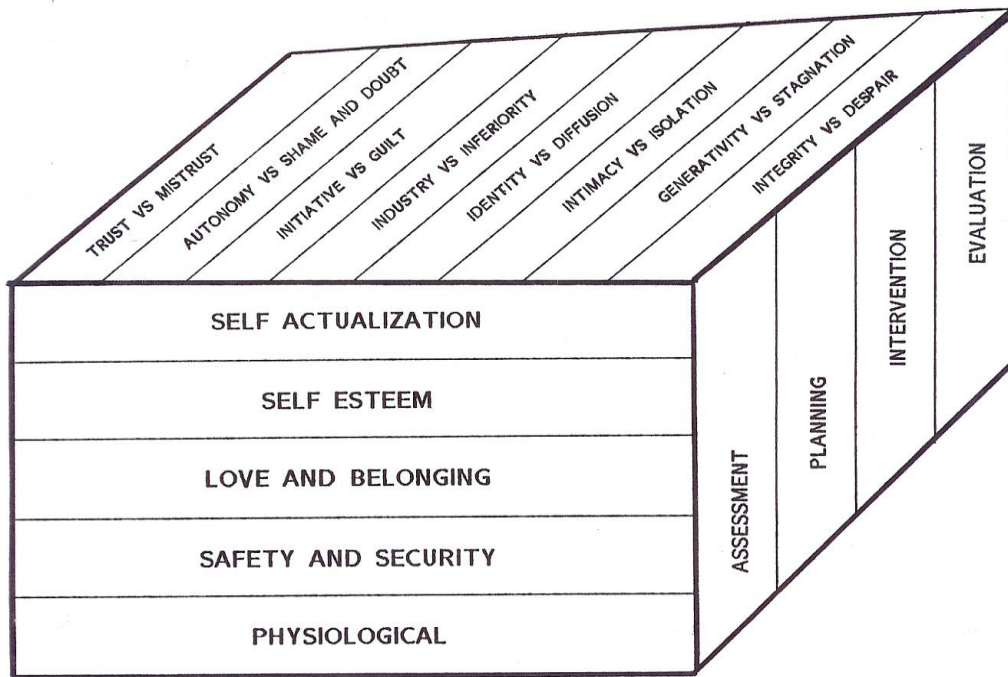 TRUST VS MISTRUST
AUTONOMY VS SHAME AND DOUBT
INITIATIVE VS GUILT
INDUSTRY VS INFERIORITY
IDENTITY VS DIFFUSION
INTIMACY VS ISOLATION
GENERATIVITY VS STAGNATION
INTEGRITY VS DESPAIR
SELF ACTUALIZATION
SELF ESTEEM
LOVE AND BELONGING
SAFETY AND SECURITY
PHYSIOLOGICAL
ASSESSMENT
PLANNING
INTERVENTION
EVALUATION